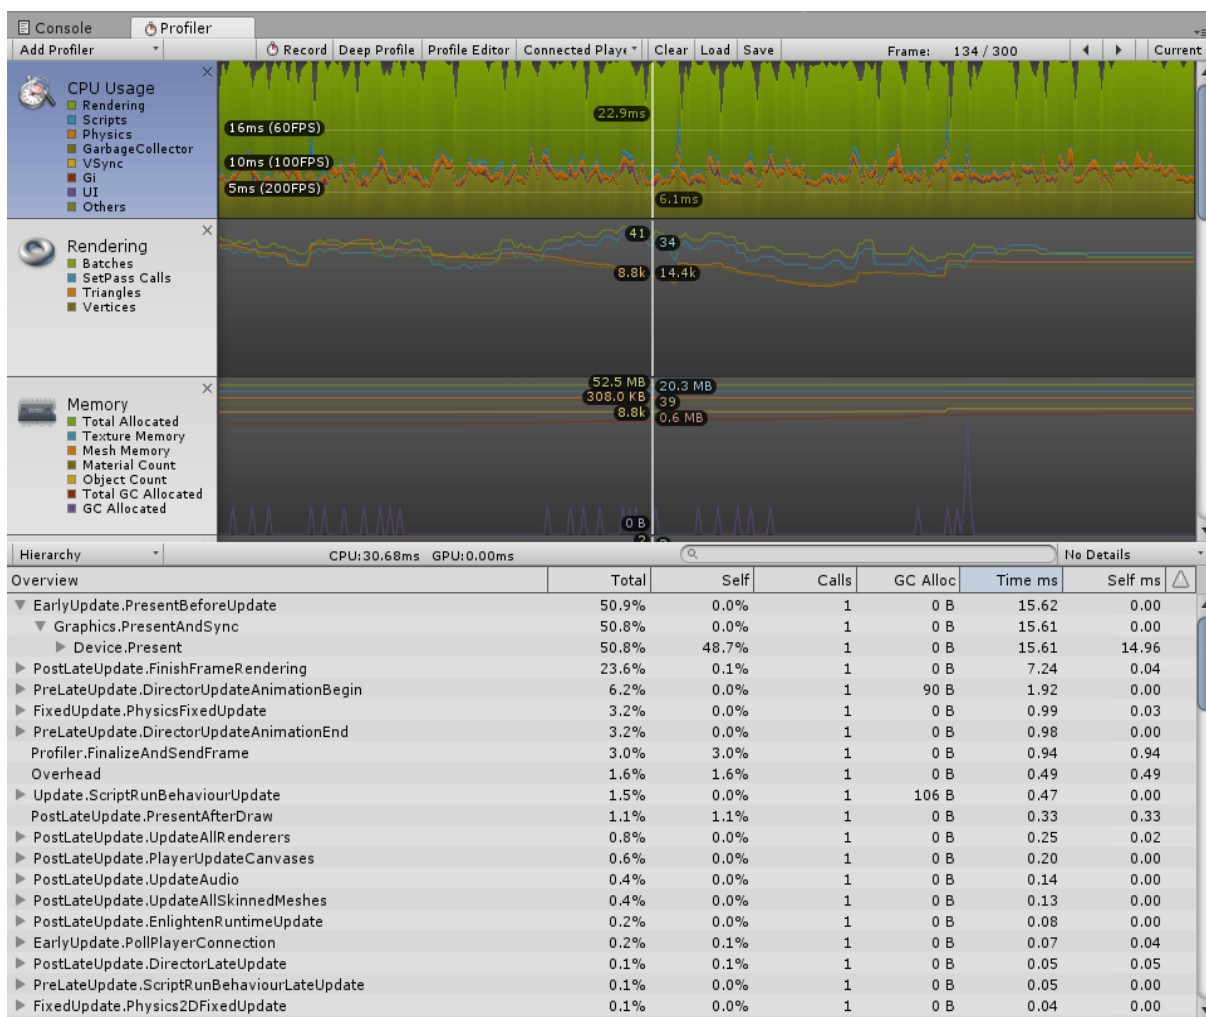 Console Profiler
Add Profiler Record Deep Profile Profile Editor Connected Playe Clear Load Save Frame: 134 / 300 Current
CPU Usage
Rendering
Scripts
Physics
GarbageCollector
VSync
Gi
UI
Others
22.9ms
16ms (60FPS)
10ms (100FPS)
5ms (200FPS)
6.1ms
Rendering
Batches
SetPass Calls
Triangles
Vertices
41
34
8.8k 14.4k
Memory
Total Allocated
Texture Memory
Mesh Memory
Material Count
Object Count
Total GC Allocated
GC Allocated
52.5 MB 20.3 MB
308.0 KB 39
8.8k 0.6 MB
0 B
Hierarchy CPU:30.68ms GPU:0.00ms No Details
Overview Total Self Calls GC Alloc Time ms Self ms
EarlyUpdate.PresentBeforeUpdate 50.9% 0.0% 1 0 B 15.62 0.00
Graphics.PresentAndSync 50.8% 0.0% 1 0 B 15.61 0.00
Device.Present 50.8% 48.7% 1 0 B 15.61 14.96
PostLateUpdate.FinishFrameRendering 23.6% 0.1% 1 0 B 7.24 0.04
PreLateUpdate.DirectorUpdateAnimationBegin 6.2% 0.0% 1 90 B 1.92 0.00
FixedUpdate.PhysicsFixedUpdate 3.2% 0.0% 1 0 B 0.99 0.03
PreLateUpdate.DirectorUpdateAnimationEnd 3.2% 0.0% 1 0 B 0.98 0.00
Profiler.FinalizeAndSendFrame 3.0% 3.0% 1 0 B 0.94 0.94
Overhead 1.6% 1.6% 1 0 B 0.49 0.49
Update.ScriptRunBehaviourUpdate 1.5% 0.0% 1 106 B 0.47 0.00
PostLateUpdate.PresentAfterDraw 1.1% 1.1% 1 0 B 0.33 0.33
PostLateUpdate.UpdateAllRenderers 0.8% 0.0% 1 0 B 0.25 0.02
PostLateUpdate.PlayerUpdateCanvases 0.6% 0.0% 1 0 B 0.20 0.00
PostLateUpdate.UpdateAudio 0.4% 0.0% 1 0 B 0.14 0.00
PostLateUpdate.UpdateAllSkinnedMeshes 0.4% 0.0% 1 0 B 0.13 0.00
PostLateUpdate.EnlightenRuntimeUpdate 0.2% 0.0% 1 0 B 0.08 0.00
EarlyUpdate.PollPlayerConnection 0.2% 0.1% 1 0 B 0.07 0.04
PostLateUpdate.DirectorLateUpdate 0.1% 0.1% 1 0 B 0.05 0.05
PreLateUpdate.ScriptRunBehaviourLateUpdate 0.1% 0.0% 1 0 B 0.05 0.00
FixedUpdate.Physics2DFixedUpdate 0.1% 0.0% 1 0 B 0.04 0.00